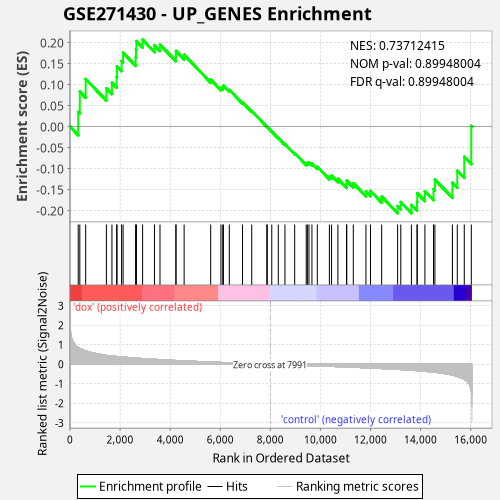 GSE271430 - UP_GENES Enrichment
NES: 0.73712415
NOM p-val: 0.89948004
FDR q-val: 0.89948004
Enrichment score (ES)
0.20
0.15
0.10
0.05
0.00
-0.05
-0.10
-0.15
-0.20
'dox' (positively correlated)
Ranked list metric (Signal2Noise)
3
2
1
0
-1
-2
-3
Zero cross at 7991
'control' (negatively correlated)
0 2,000 4,000 6,000 8,000 10,000 12,000 14,000 16,000
Rank in Ordered Dataset
Enrichment profile Hits Ranking metric scores